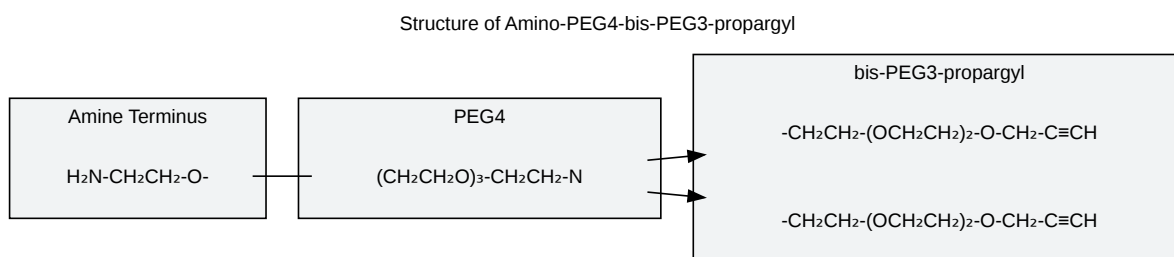 Structure of Amino-PEG4-bis-PEG3-propargyl
Amine Terminus
H₂N-CH₂CH₂-O-
PEG4
(CH₂CH₂O)₃-CH₂CH₂-N
bis-PEG3-propargyl
-CH₂CH₂-(OCH₂CH₂)₂-O-CH₂-C≡CH
-CH₂CH₂-(OCH₂CH₂)₂-O-CH₂-C≡CH